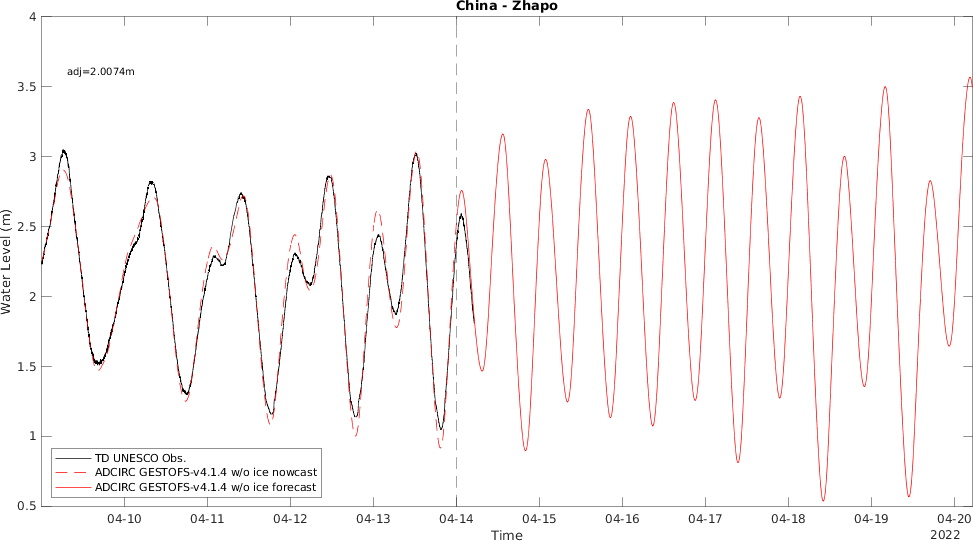 China - Zhapo
adj=2.0074m
Water Level (m)
4
3.5
3
2.5
2
1.5
1
0.5
TD UNESCO Obs.
ADCIRC GESTOFS-v4.1.4 w/o ice nowcast
ADCIRC GESTOFS-v4.1.4 w/o ice forecast
04-10 04-11 04-12 04-13 04-14 04-15 04-16 04-17 04-18 04-19 04-20
Time
2022